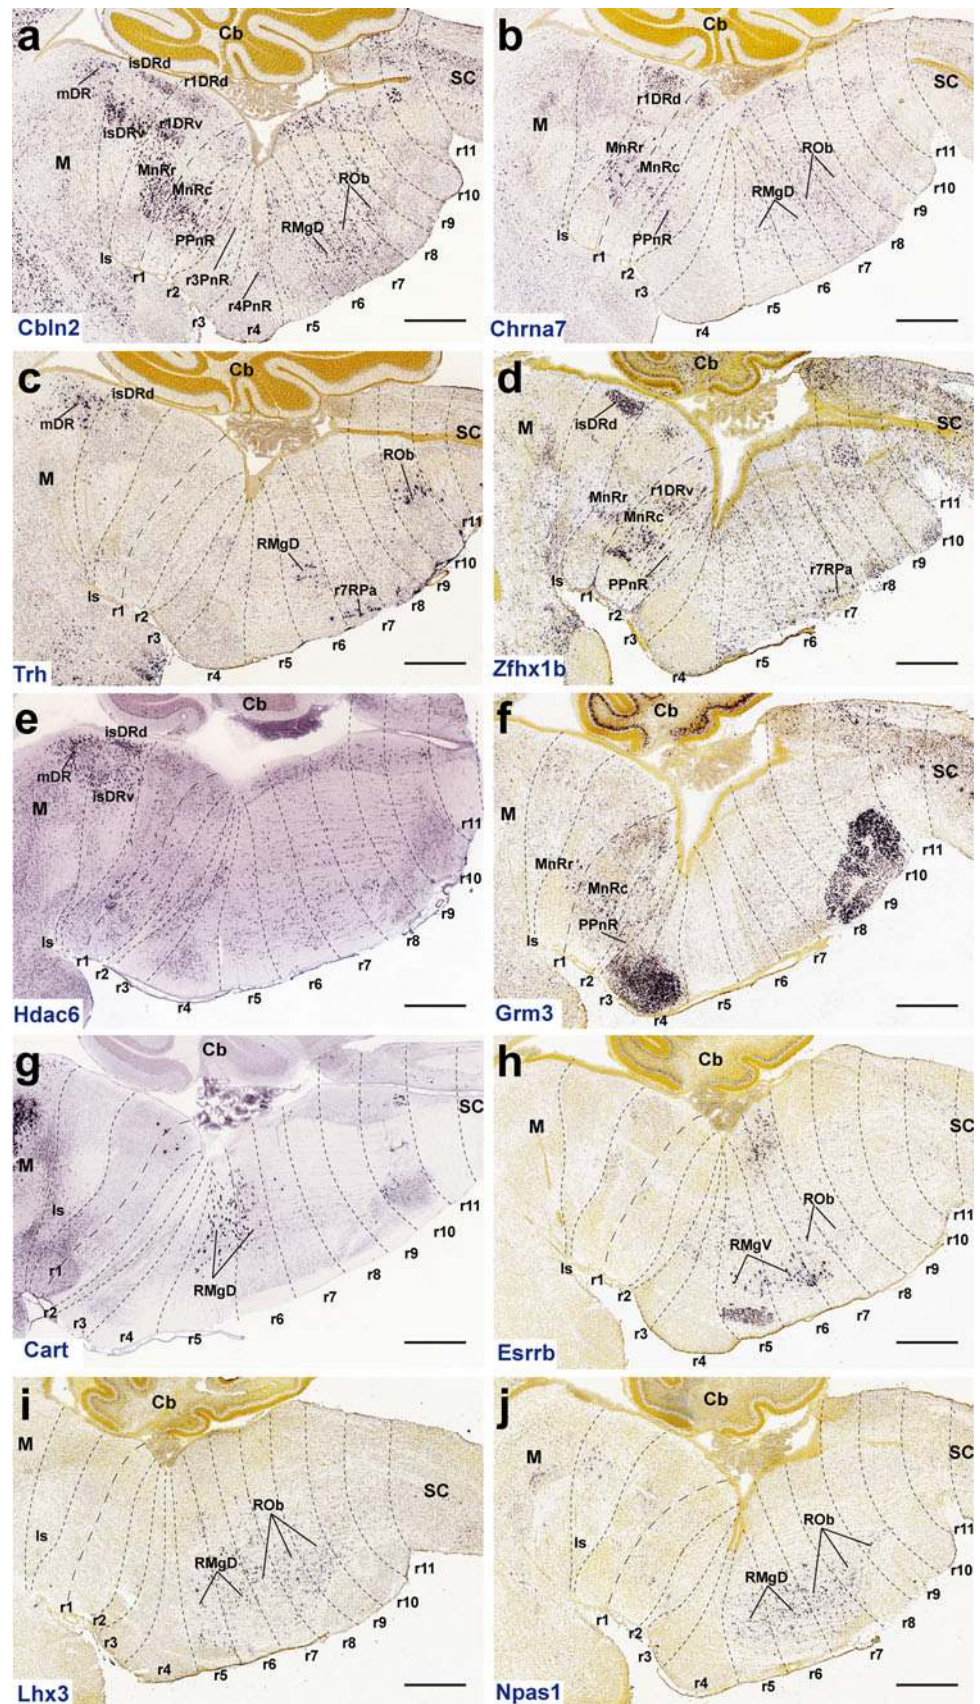 a
Cb
isDRd
r1DRd
mDR
SC
isDRv
r1DRv
M
r11
MnRr
ROb
MnRc
r10
RMgD
r9
PPnR
r8
Is
r1
r3PnR
r7
r2
r4PnR
r6
r3
r4
r5
Cbln2
b
Cb
SC
r1DRd
M
r11
MnRr
ROb
MnRc
r10
RMgD
r9
PPnR
r8
Is
r1
r7
r2
r6
r3
r5
r4
Chrna7
c
Cb
isDRd
mDR
SC
ROb
M
r11
RMgD
r10
Is
r9
r1
r7RPa
r8
r2
r7
r3
r6
r5
r4
Trh
d
Cb
isDRd
M
SC
MnRr
r1DRv
r11
MnRc
r10
PPnR
r7RPa
r9
Is
r8
r1
r7
r2
r6
r3
r5
r4
Zfhx1b
e
Cb
isDRd
mDR
isDRv
M
r11
r10
r9
Is
r8
r1
r7
r2
r6
r3
r5
r4
Hdac6
f
Cb
SC
M
r11
MnRr
r10
MnRc
r9
PPnR
r8
Is
r1
r7
r2
r6
r3
r5
r4
Grm3
g
Cb
SC
M
Is
r11
r10
r1
r9
RMgD
r8
r2
r7
r3
r6
r4
r5
Cart
h
Cb
M
SC
ROb
r11
RMgV
r10
Is
r9
r1
r8
r2
r7
r3
r6
r5
r4
Esrrb
i
Cb
M
SC
ROb
Is
RMgD
r11
r10
r1
r9
r2
r8
r3
r7
r4
r6
r5
Lhx3
j
Cb
M
SC
ROb
Is
r11
RMgD
r10
r9
r1
r8
r2
r7
r3
r6
r5
r4
Npas1